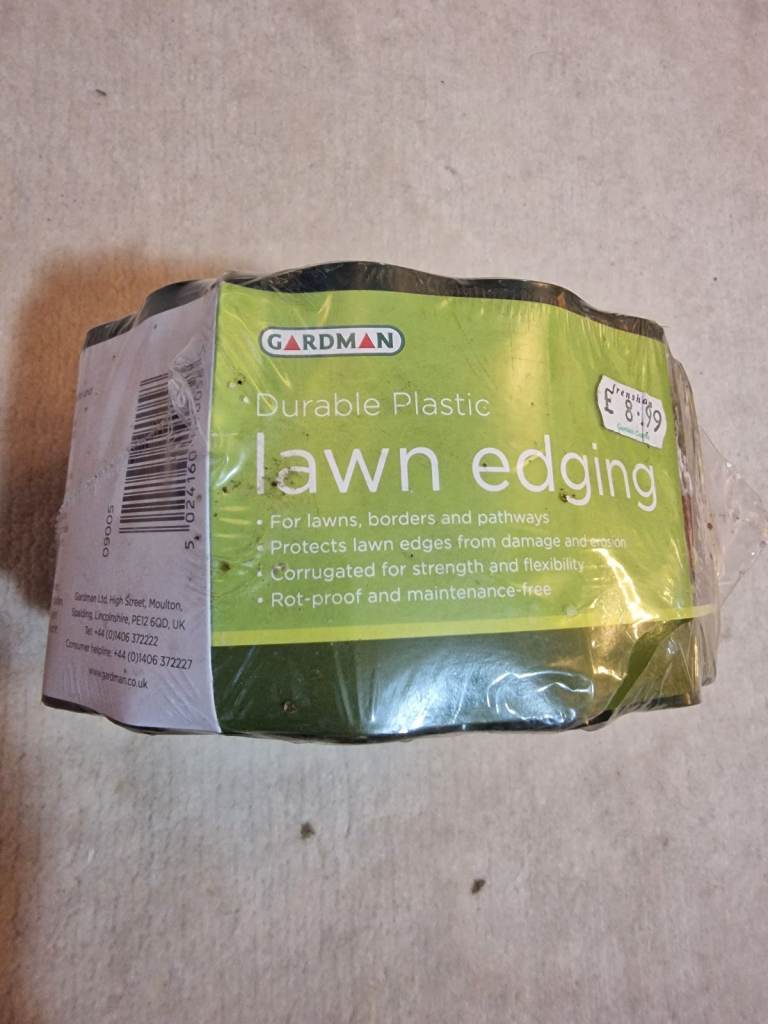 GARDMAN
Durable Plastic
lawn edging
• For lawns, borders and pathways
• Protects lawn edges from damage and erosion
• Corrugated for strength and flexibility
• Rot-proof and maintenance-free
£ 8.99
09005
5 024160
Gardman Ltd, High Street, Moulton,
Spalding, Lincolnshire, PE12 6QD, UK
Tel: +44 (0)1406 372222
Consumer helpline: +44 (0)1406 372227
www.gardman.co.uk